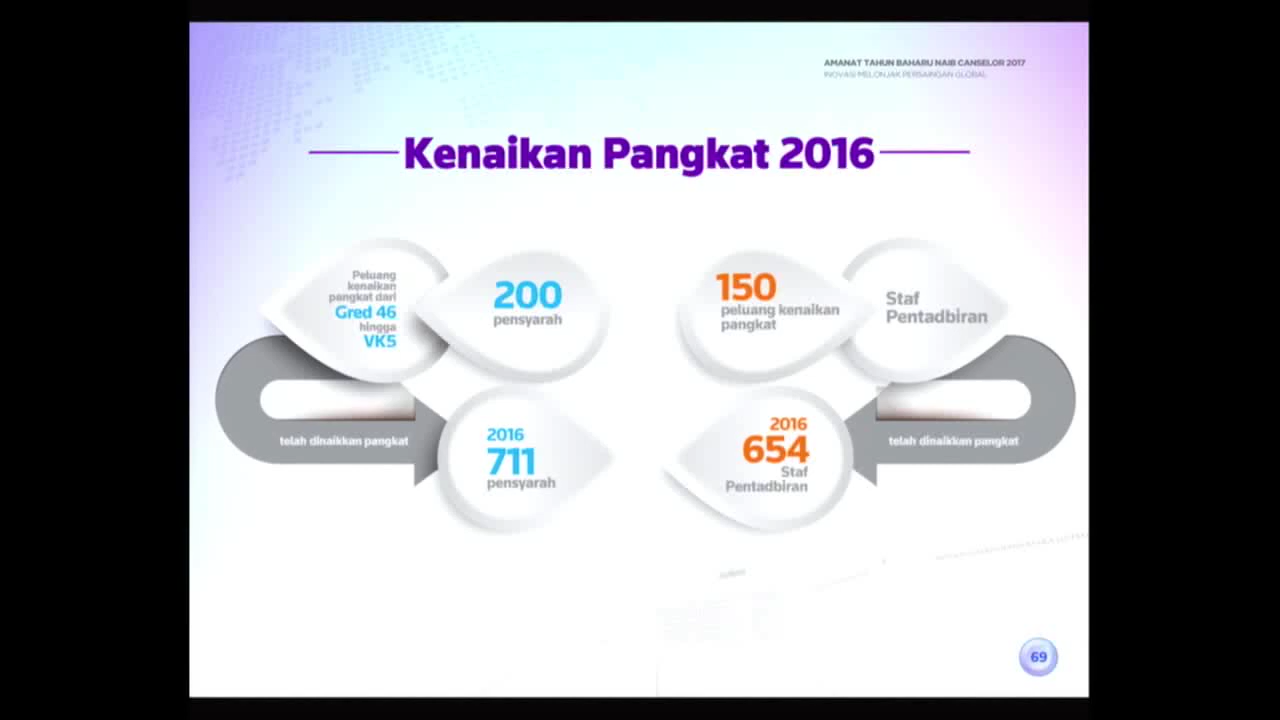 AMANAT TAHUN BAHARU NAIB CANSELOR 2017
INOVASI MELONJAK PERSAINGAN GLOBAL
Kenaikan Pangkat 2016
Peluang
kenaikan
pangkat dari
Gred 46
hingga
VK5
200
pensyarah
telah dinaikkan pangkat
2016
711
pensyarah
150
peluang kenaikan
pangkat
Staf
Pentadbiran
2016
654
Staf
Pentadbiran
telah dinaikkan pangkat
69